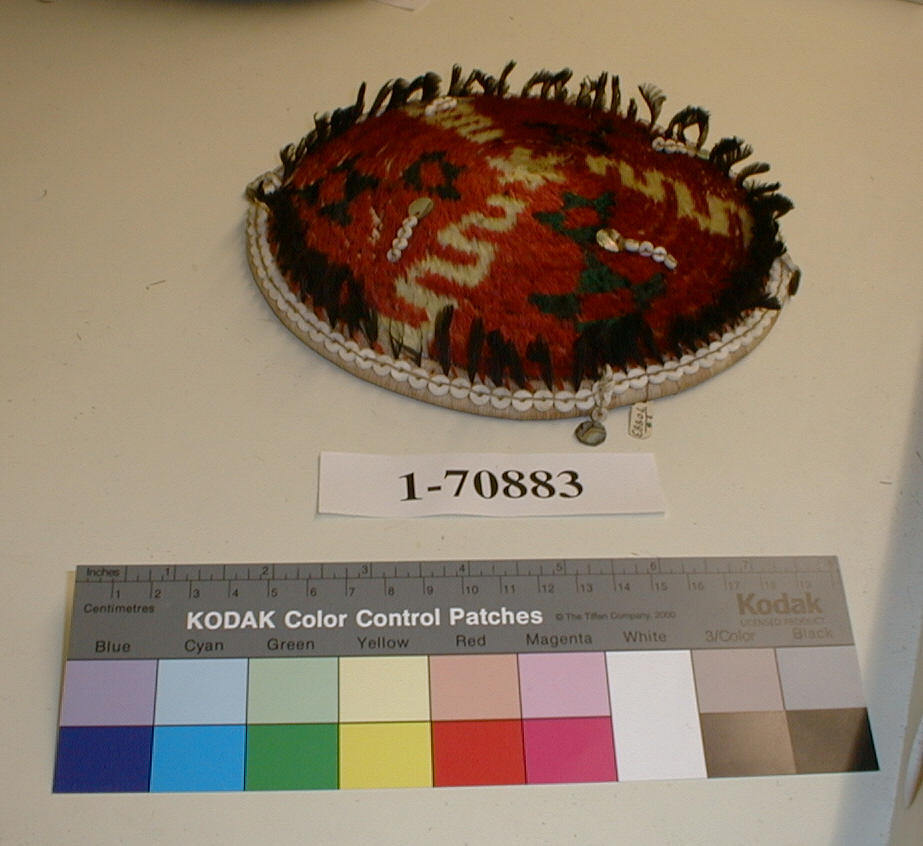 1-70883
Inches 1 2 3 4 5 6 7 8
1 2 3 4 5 6 7 8 9 10 11 12 13 14 15 16 17 18 19
Centimetres
KODAK Color Control Patches © The Tiffen Company, 2000
Kodak
LICENSED PRODUCT
Blue Cyan Green Yellow Red Magenta White 3/Color Black